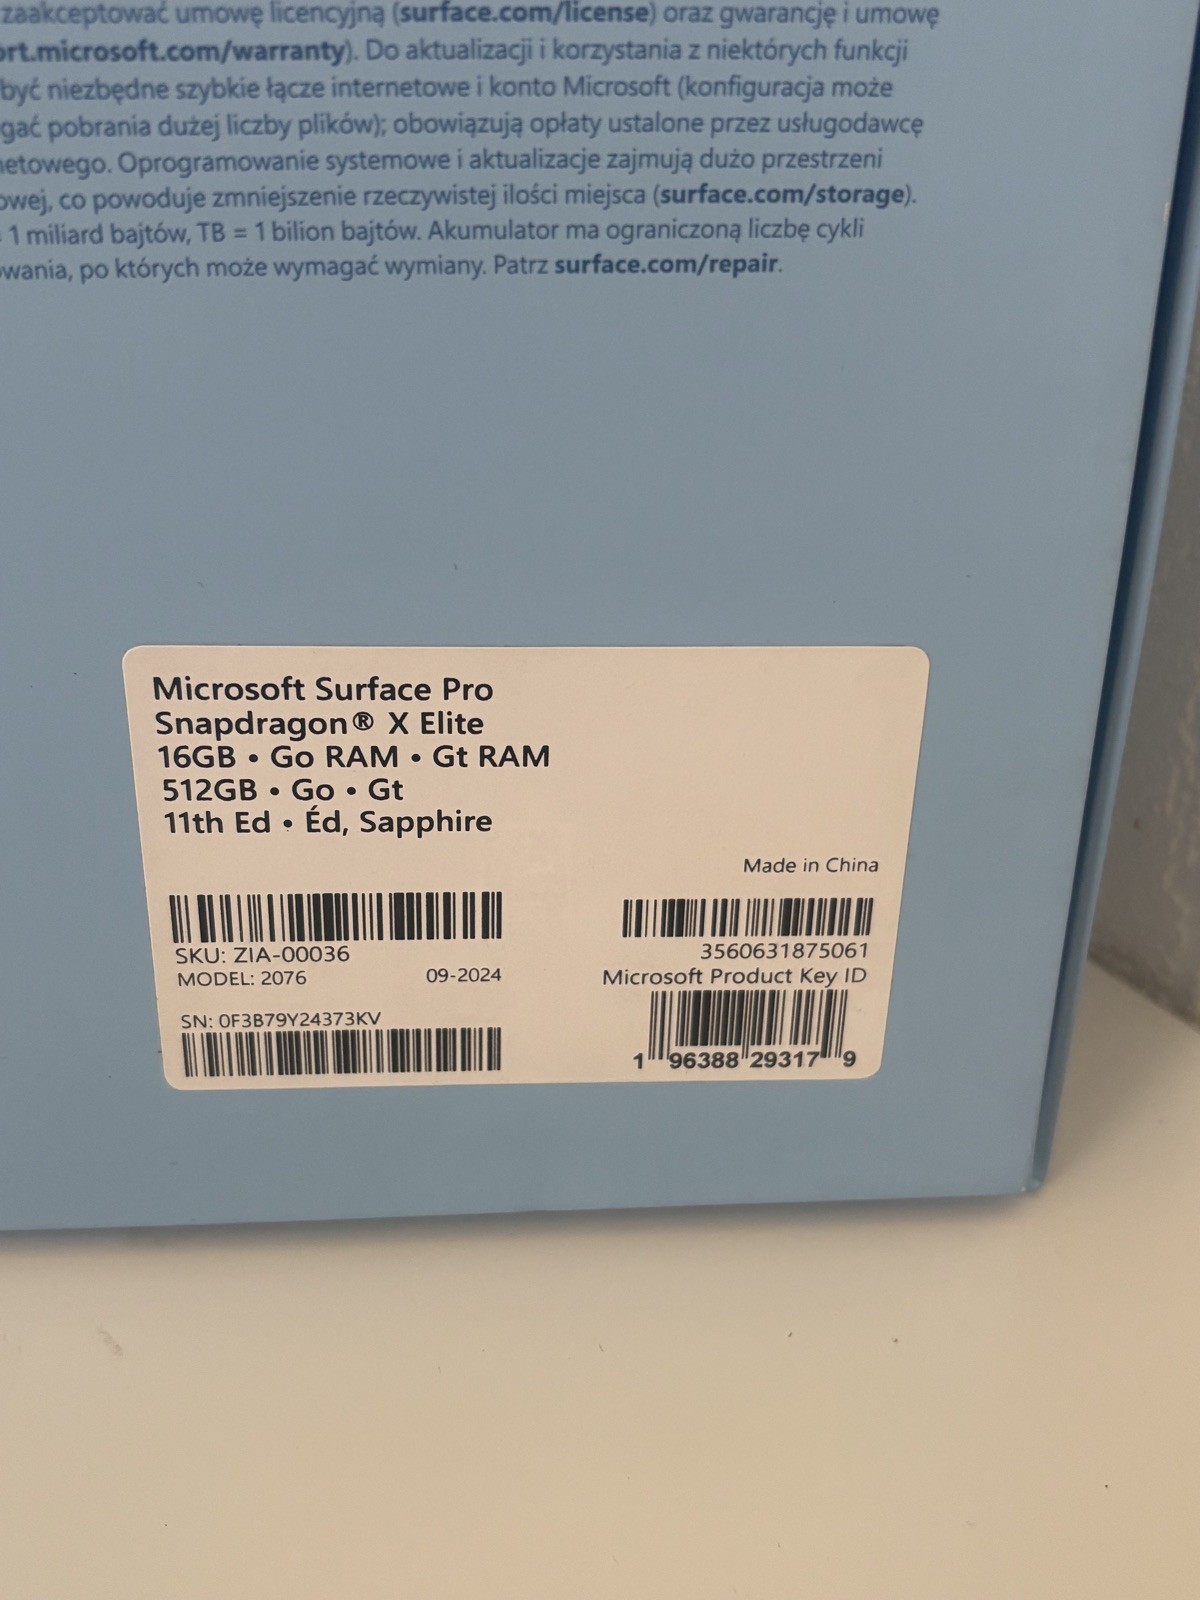 zaakceptować umowę licencyjną (surface.com/license) oraz gwarancję i umowę
ort.microsoft.com/warranty). Do aktualizacji i korzystania z niektórych funkcji
być niezbędne szybkie łącze internetowe i konto Microsoft (konfiguracja może
gać pobrania dużej liczby plików); obowiązują opłaty ustalone przez usługodawcę
netowego. Oprogramowanie systemowe i aktualizacje zajmują dużo przestrzeni
owej, co powoduje zmniejszenie rzeczywistej ilości miejsca (surface.com/storage).
= 1 miliard bajtów, TB = 1 bilion bajtów. Akumulator ma ograniczoną liczbę cykli
owania, po których może wymagać wymiany. Patrz surface.com/repair.
Microsoft Surface Pro
Snapdragon® X Elite
16GB • Go RAM • Gt RAM
512GB • Go • Gt
11th Ed • Éd, Sapphire
Made in China
SKU: ZIA-00036
MODEL: 2076 09-2024
SN: 0F3B79Y24373KV
3560631875061
Microsoft Product Key ID
1 96388 29317 9